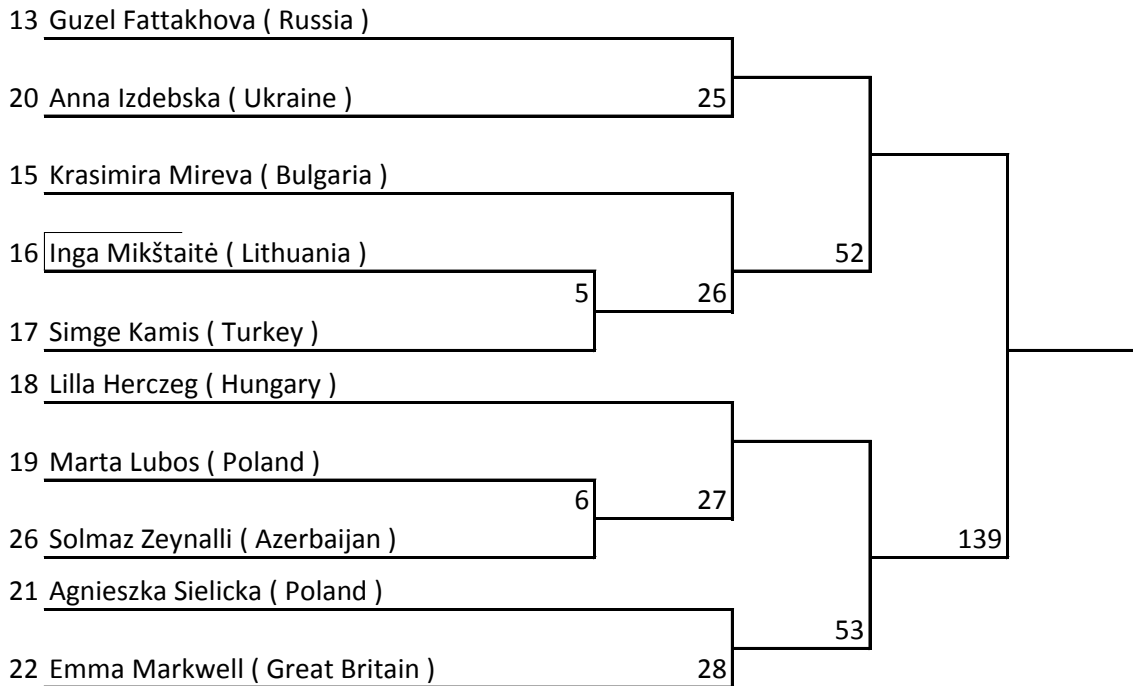 13 Guzel Fattakhova ( Russia )
20 Anna Izdebska ( Ukraine ) 25
15 Krasimira Mireva ( Bulgaria )
16 Inga Mikštaitė ( Lithuania ) 52
5 26
17 Simge Kamis ( Turkey )
18 Lilla Herczeg ( Hungary )
19 Marta Lubos ( Poland )
6 27
26 Solmaz Zeynalli ( Azerbaijan ) 139
21 Agnieszka Sielicka ( Poland )
53
22 Emma Markwell ( Great Britain ) 28